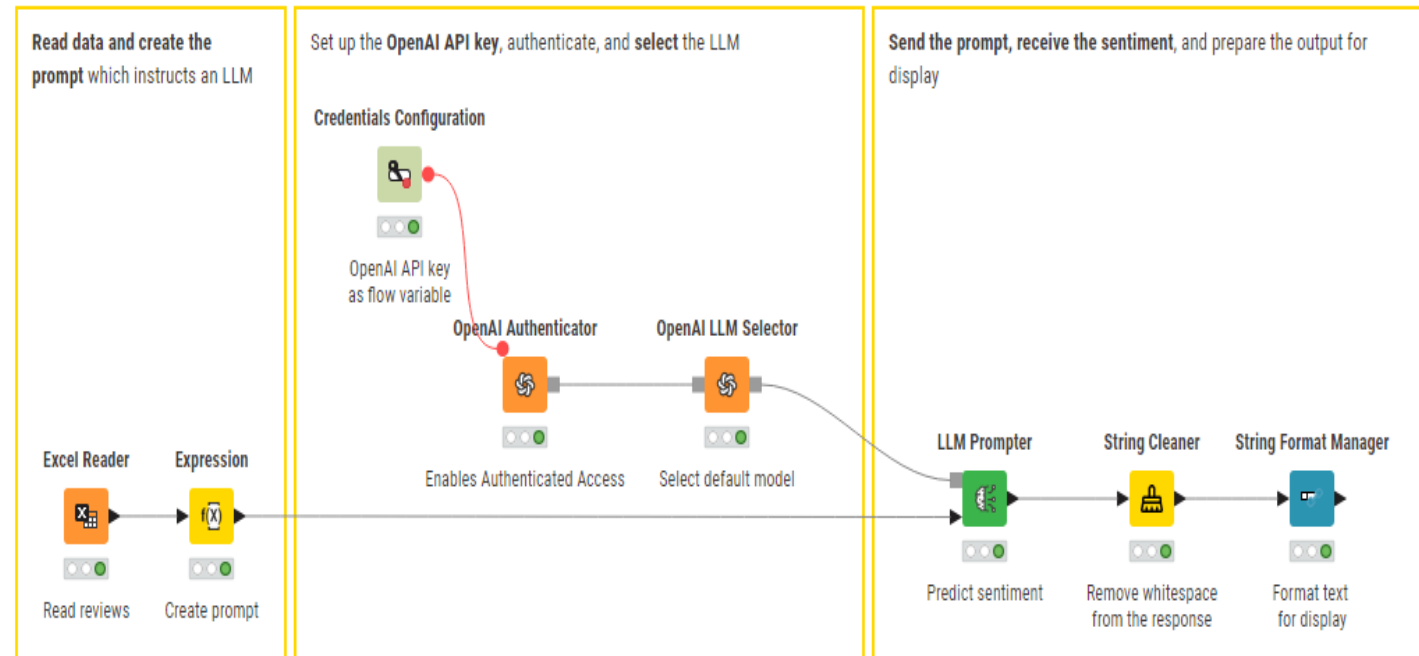 Read data and create the
prompt which instructs an LLM
Set up the OpenAI API key, authenticate, and select the LLM
Send the prompt, receive the sentiment, and prepare the output for
display
Credentials Configuration
OpenAI API key
as flow variable
OpenAI Authenticator
OpenAI LLM Selector
Enables Authenticated Access
Select default model
Excel Reader
Expression
X
f(X)
Read reviews
Create prompt
LLM Prompter
String Cleaner
String Format Manager
Predict sentiment
Remove whitespace
from the response
Format text
for display